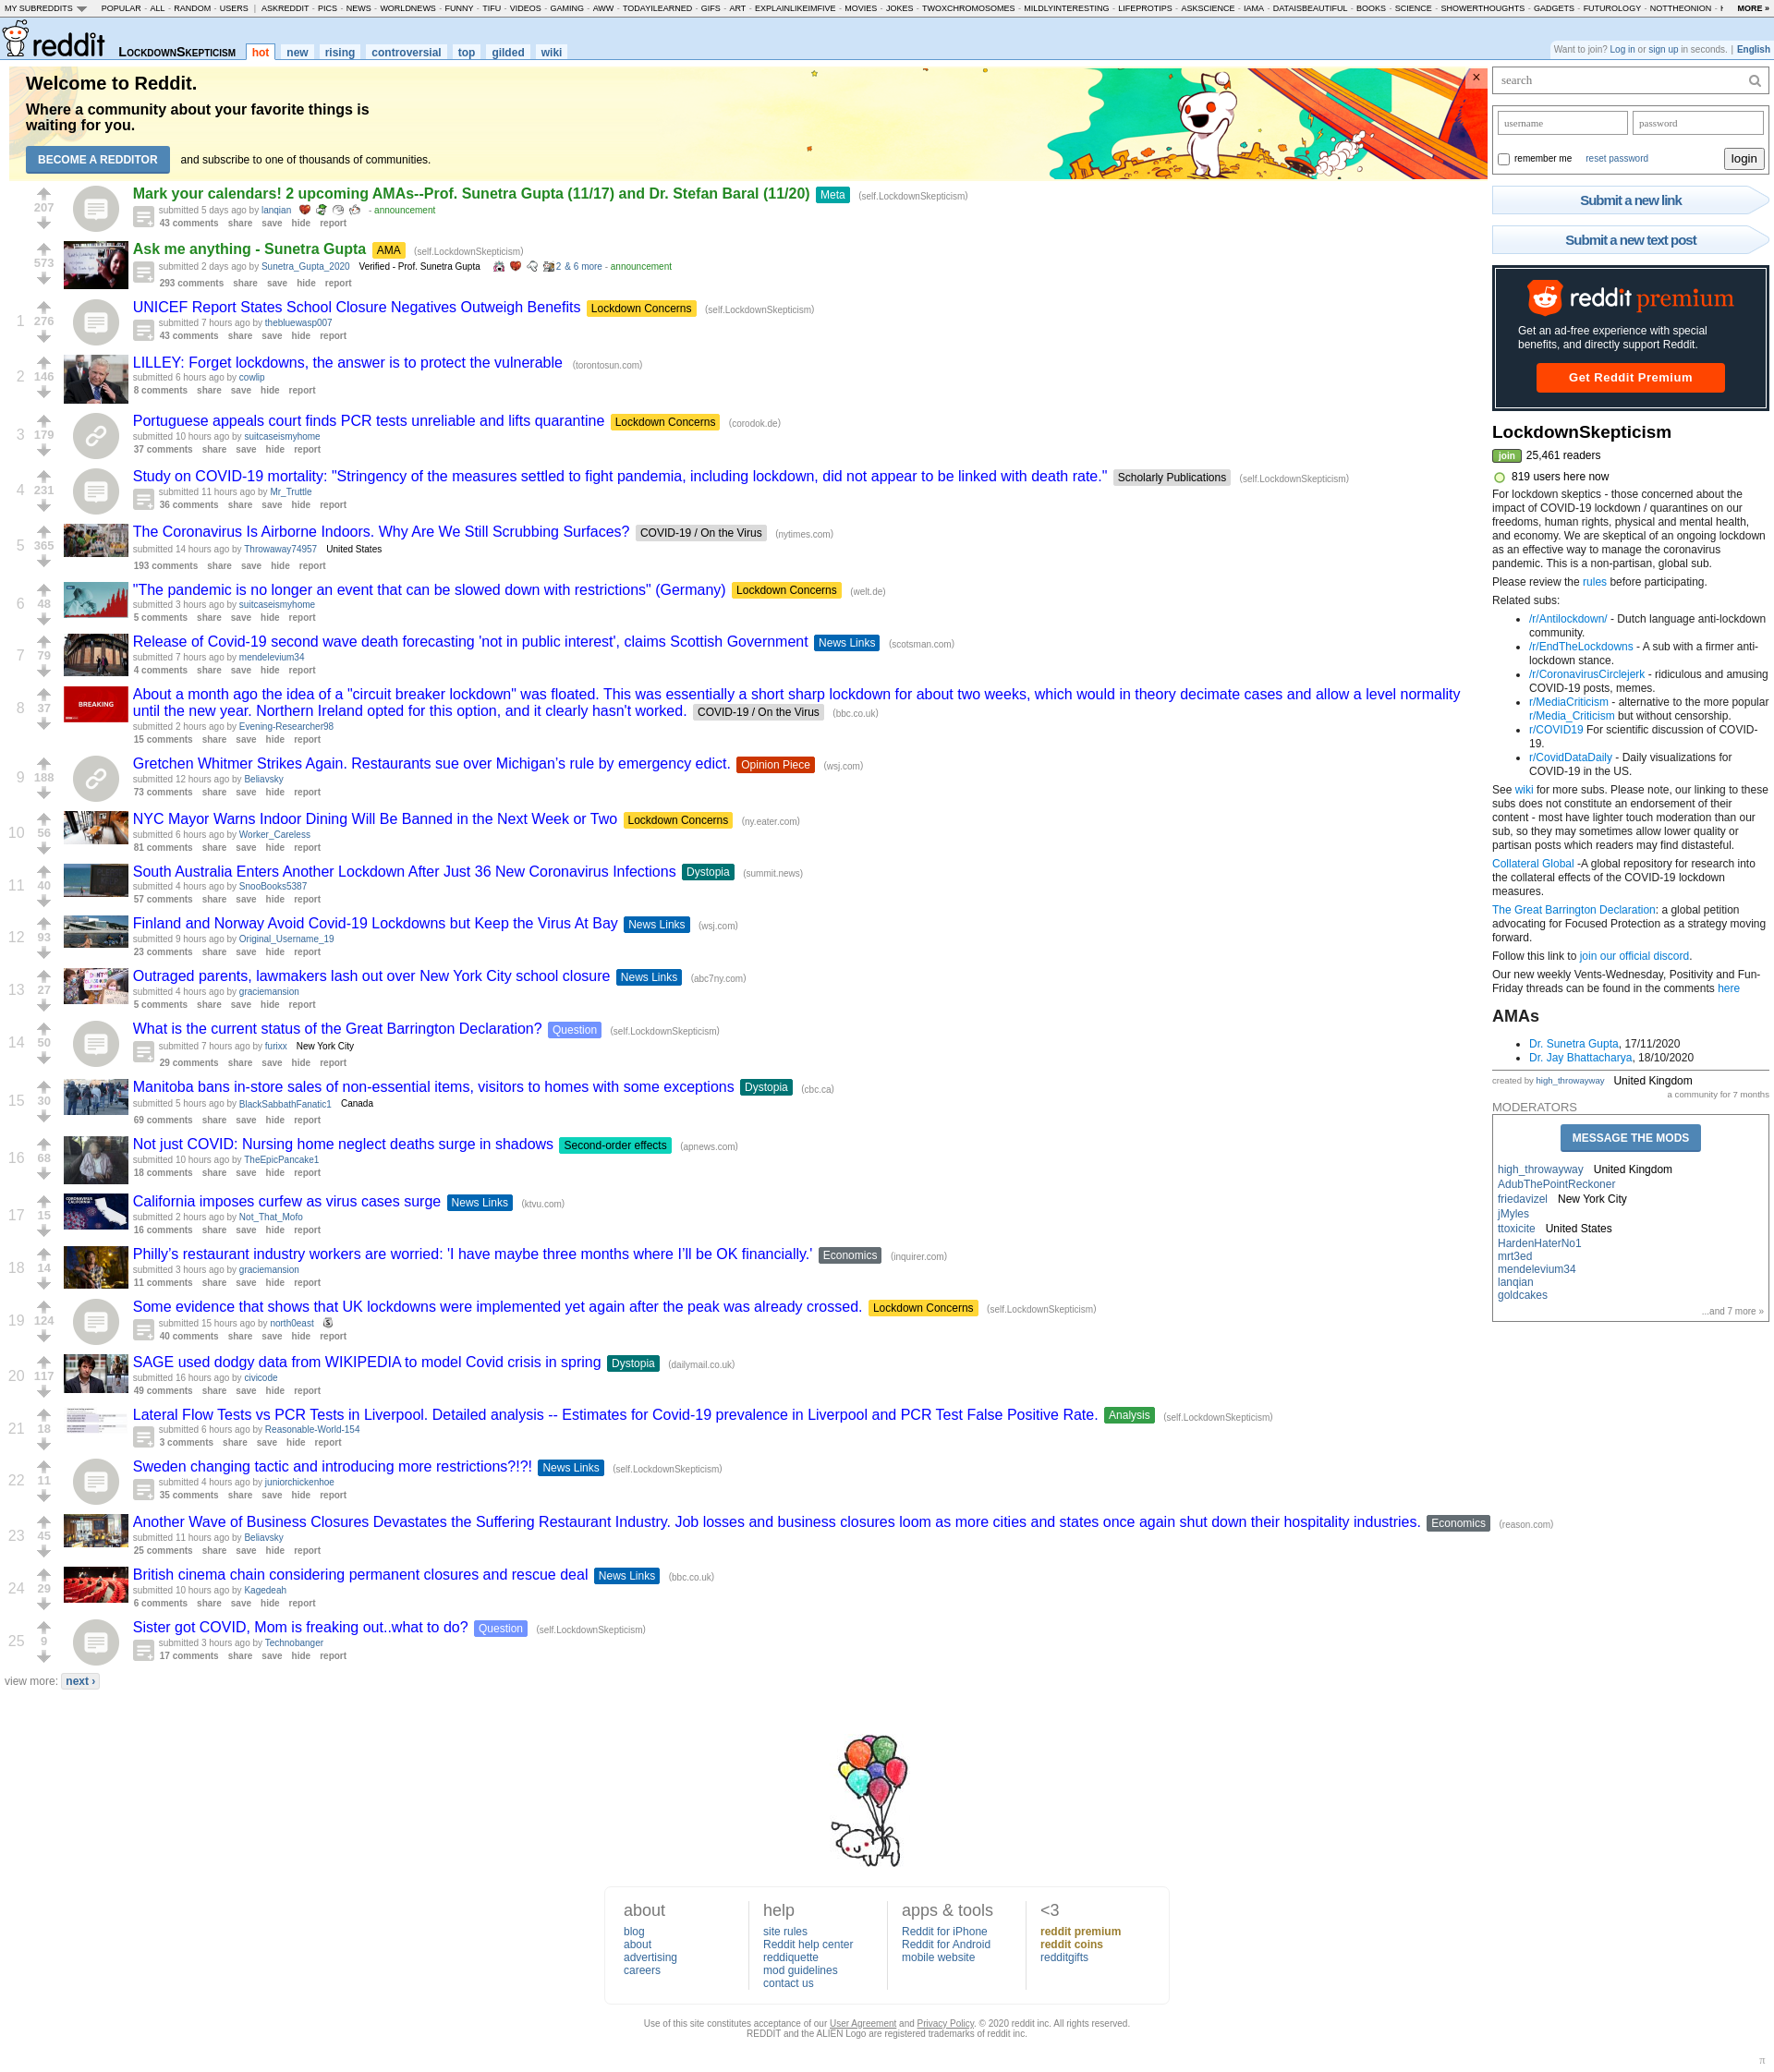 MY SUBREDDITS POPULAR - ALL - RANDOM - USERS | ASKREDDIT - PICS - NEWS - WORLDNEWS - FUNNY - TIFU - VIDEOS - GAMING - AWW - TODAYILEARNED - GIFS - ART - EXPLAINLIKEIMFIVE - MOVIES - JOKES - TWOXCHROMOSOMES - MILDLYINTERESTING - LIFEPROTIPS - ASKSCIENCE - IAMA - DATAISBEAUTIFUL - BOOKS - SCIENCE - SHOWERTHOUGHTS - GADGETS - FUTUROLOGY - NOTTHEONION - MORE »
reddit LOCKDOWNSKEPTICISM hot new rising controversial top gilded wiki
Want to join? Log in or sign up in seconds. | English
Welcome to Reddit.
Where a community about your favorite things is
waiting for you.
BECOME A REDDITOR and subscribe to one of thousands of communities.
×
207
Mark your calendars! 2 upcoming AMAs--Prof. Sunetra Gupta (11/17) and Dr. Stefan Baral (11/20) Meta (self.LockdownSkepticism)
submitted 5 days ago by lanqian - announcement
43 comments share save hide report
573
Ask me anything - Sunetra Gupta AMA (self.LockdownSkepticism)
submitted 2 days ago by Sunetra_Gupta_2020 Verified - Prof. Sunetra Gupta 2 & 6 more - announcement
293 comments share save hide report
1 276
UNICEF Report States School Closure Negatives Outweigh Benefits Lockdown Concerns (self.LockdownSkepticism)
submitted 7 hours ago by thebluewasp007
43 comments share save hide report
2 146
LILLEY: Forget lockdowns, the answer is to protect the vulnerable (torontosun.com)
submitted 6 hours ago by cowlip
8 comments share save hide report
3 179
Portuguese appeals court finds PCR tests unreliable and lifts quarantine Lockdown Concerns (corodok.de)
submitted 10 hours ago by suitcaseismyhome
37 comments share save hide report
4 231
Study on COVID-19 mortality: "Stringency of the measures settled to fight pandemia, including lockdown, did not appear to be linked with death rate." Scholarly Publications (self.LockdownSkepticism)
submitted 11 hours ago by Mr_Truttle
36 comments share save hide report
5 365
The Coronavirus Is Airborne Indoors. Why Are We Still Scrubbing Surfaces? COVID-19 / On the Virus (nytimes.com)
submitted 14 hours ago by Throwaway74957 United States
193 comments share save hide report
6 48
"The pandemic is no longer an event that can be slowed down with restrictions" (Germany) Lockdown Concerns (welt.de)
submitted 3 hours ago by suitcaseismyhome
5 comments share save hide report
7 79
Release of Covid-19 second wave death forecasting 'not in public interest', claims Scottish Government News Links (scotsman.com)
submitted 7 hours ago by mendelevium34
4 comments share save hide report
8 37
BREAKING
About a month ago the idea of a "circuit breaker lockdown" was floated. This was essentially a short sharp lockdown for about two weeks, which would in theory decimate cases and allow a level normality
until the new year. Northern Ireland opted for this option, and it clearly hasn't worked. COVID-19 / On the Virus (bbc.co.uk)
submitted 2 hours ago by Evening-Researcher98
15 comments share save hide report
9 188
Gretchen Whitmer Strikes Again. Restaurants sue over Michigan's rule by emergency edict. Opinion Piece (wsj.com)
submitted 12 hours ago by Beliavsky
73 comments share save hide report
10 56
NYC Mayor Warns Indoor Dining Will Be Banned in the Next Week or Two Lockdown Concerns (ny.eater.com)
submitted 6 hours ago by Worker_Careless
81 comments share save hide report
11 40
South Australia Enters Another Lockdown After Just 36 New Coronavirus Infections Dystopia (summit.news)
submitted 4 hours ago by SnooBooks5387
57 comments share save hide report
12 93
Finland and Norway Avoid Covid-19 Lockdowns but Keep the Virus At Bay News Links (wsj.com)
submitted 9 hours ago by Original_Username_19
23 comments share save hide report
13 27
Outraged parents, lawmakers lash out over New York City school closure News Links (abc7ny.com)
submitted 4 hours ago by graciemansion
5 comments share save hide report
14 50
What is the current status of the Great Barrington Declaration? Question (self.LockdownSkepticism)
submitted 7 hours ago by furixx New York City
29 comments share save hide report
15 30
Manitoba bans in-store sales of non-essential items, visitors to homes with some exceptions Dystopia (cbc.ca)
submitted 5 hours ago by BlackSabbathFanatic1 Canada
69 comments share save hide report
16 68
Not just COVID: Nursing home neglect deaths surge in shadows Second-order effects (apnews.com)
submitted 10 hours ago by TheEpicPancake1
18 comments share save hide report
17 15
California imposes curfew as virus cases surge News Links (ktvu.com)
submitted 2 hours ago by Not_That_Mofo
16 comments share save hide report
18 14
Philly's restaurant industry workers are worried: 'I have maybe three months where I'll be OK financially.' Economics (inquirer.com)
submitted 3 hours ago by graciemansion
11 comments share save hide report
19 124
Some evidence that shows that UK lockdowns were implemented yet again after the peak was already crossed. Lockdown Concerns (self.LockdownSkepticism)
submitted 15 hours ago by north0east
40 comments share save hide report
20 117
SAGE used dodgy data from WIKIPEDIA to model Covid crisis in spring Dystopia (dailymail.co.uk)
submitted 16 hours ago by civicode
49 comments share save hide report
21 18
Lateral Flow Tests vs PCR Tests in Liverpool. Detailed analysis -- Estimates for Covid-19 prevalence in Liverpool and PCR Test False Positive Rate. Analysis (self.LockdownSkepticism)
submitted 6 hours ago by Reasonable-World-154
3 comments share save hide report
22 11
Sweden changing tactic and introducing more restrictions?!?! News Links (self.LockdownSkepticism)
submitted 4 hours ago by juniorchickenhoe
35 comments share save hide report
23 45
Another Wave of Business Closures Devastates the Suffering Restaurant Industry. Job losses and business closures loom as more cities and states once again shut down their hospitality industries. Economics (reason.com)
submitted 11 hours ago by Beliavsky
25 comments share save hide report
24 29
British cinema chain considering permanent closures and rescue deal News Links (bbc.co.uk)
submitted 10 hours ago by Kagedeah
6 comments share save hide report
25 9
Sister got COVID, Mom is freaking out..what to do? Question (self.LockdownSkepticism)
submitted 3 hours ago by Technobanger
17 comments share save hide report
view more: next ›
search
username password
remember me reset password login
Submit a new link
Submit a new text post
reddit premium
Get an ad-free experience with special
benefits, and directly support Reddit.
Get Reddit Premium
LockdownSkepticism
join 25,461 readers
819 users here now
For lockdown skeptics - those concerned about the
impact of COVID-19 lockdown / quarantines on our
freedoms, human rights, physical and mental health,
and economy. We are skeptical of an ongoing lockdown
as an effective way to manage the coronavirus
pandemic. This is a non-partisan, global sub.
Please review the rules before participating.
Related subs:
• /r/Antilockdown/ - Dutch language anti-lockdown
community.
• /r/EndTheLockdowns - A sub with a firmer anti-
lockdown stance.
• /r/CoronavirusCirclejerk - ridiculous and amusing
COVID-19 posts, memes.
• r/MediaCriticism - alternative to the more popular
r/Media_Criticism but without censorship.
• r/COVID19 For scientific discussion of COVID-
19.
• r/CovidDataDaily - Daily visualizations for
COVID-19 in the US.
See wiki for more subs. Please note, our linking to these
subs does not constitute an endorsement of their
content - most have lighter touch moderation than our
sub, so they may sometimes allow lower quality or
partisan posts which readers may find distasteful.
Collateral Global -A global repository for research into
the collateral effects of the COVID-19 lockdown
measures.
The Great Barrington Declaration: a global petition
advocating for Focused Protection as a strategy moving
forward.
Follow this link to join our official discord.
Our new weekly Vents-Wednesday, Positivity and Fun-
Friday threads can be found in the comments here
AMAs
• Dr. Sunetra Gupta, 17/11/2020
• Dr. Jay Bhattacharya, 18/10/2020
created by high_throwayway United Kingdom
a community for 7 months
MODERATORS
MESSAGE THE MODS
high_throwayway United Kingdom
AdubThePointReckoner
friedavizel New York City
jMyles
ttoxicite United States
HardenHaterNo1
mrt3ed
mendelevium34
lanqian
goldcakes
...and 7 more »
about
blog
about
advertising
careers
help
site rules
Reddit help center
reddiquette
mod guidelines
contact us
apps & tools
Reddit for iPhone
Reddit for Android
mobile website
<3
reddit premium
reddit coins
redditgifts
Use of this site constitutes acceptance of our User Agreement and Privacy Policy. © 2020 reddit inc. All rights reserved.
REDDIT and the ALIEN Logo are registered trademarks of reddit inc.
π